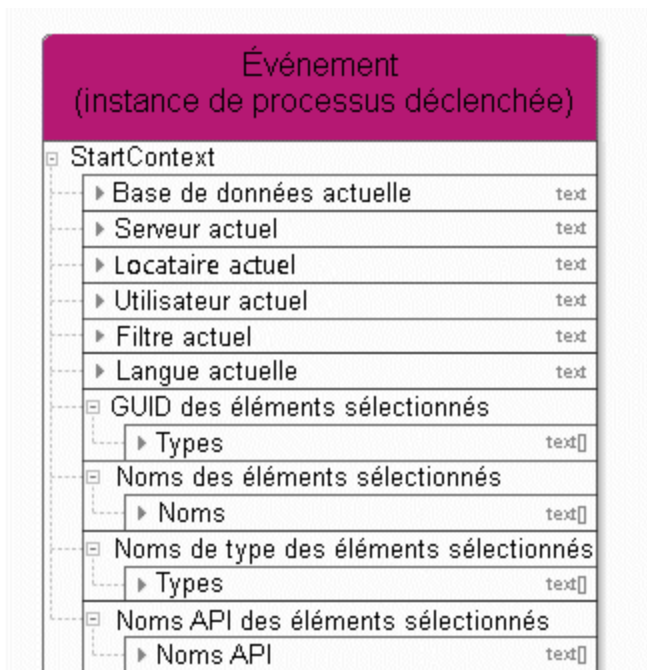 Événement
(instance de processus déclenchée)
StartContext
Base de données actuelle text
Serveur actuel text
Locataire actuel text
Utilisateur actuel text
Filtre actuel text
Langue actuelle text
GUID des éléments sélectionnés
Types text[]
Noms des éléments sélectionnés
Noms text[]
Noms de type des éléments sélectionnés
Types text[]
Noms API des éléments sélectionnés
Noms API text[]